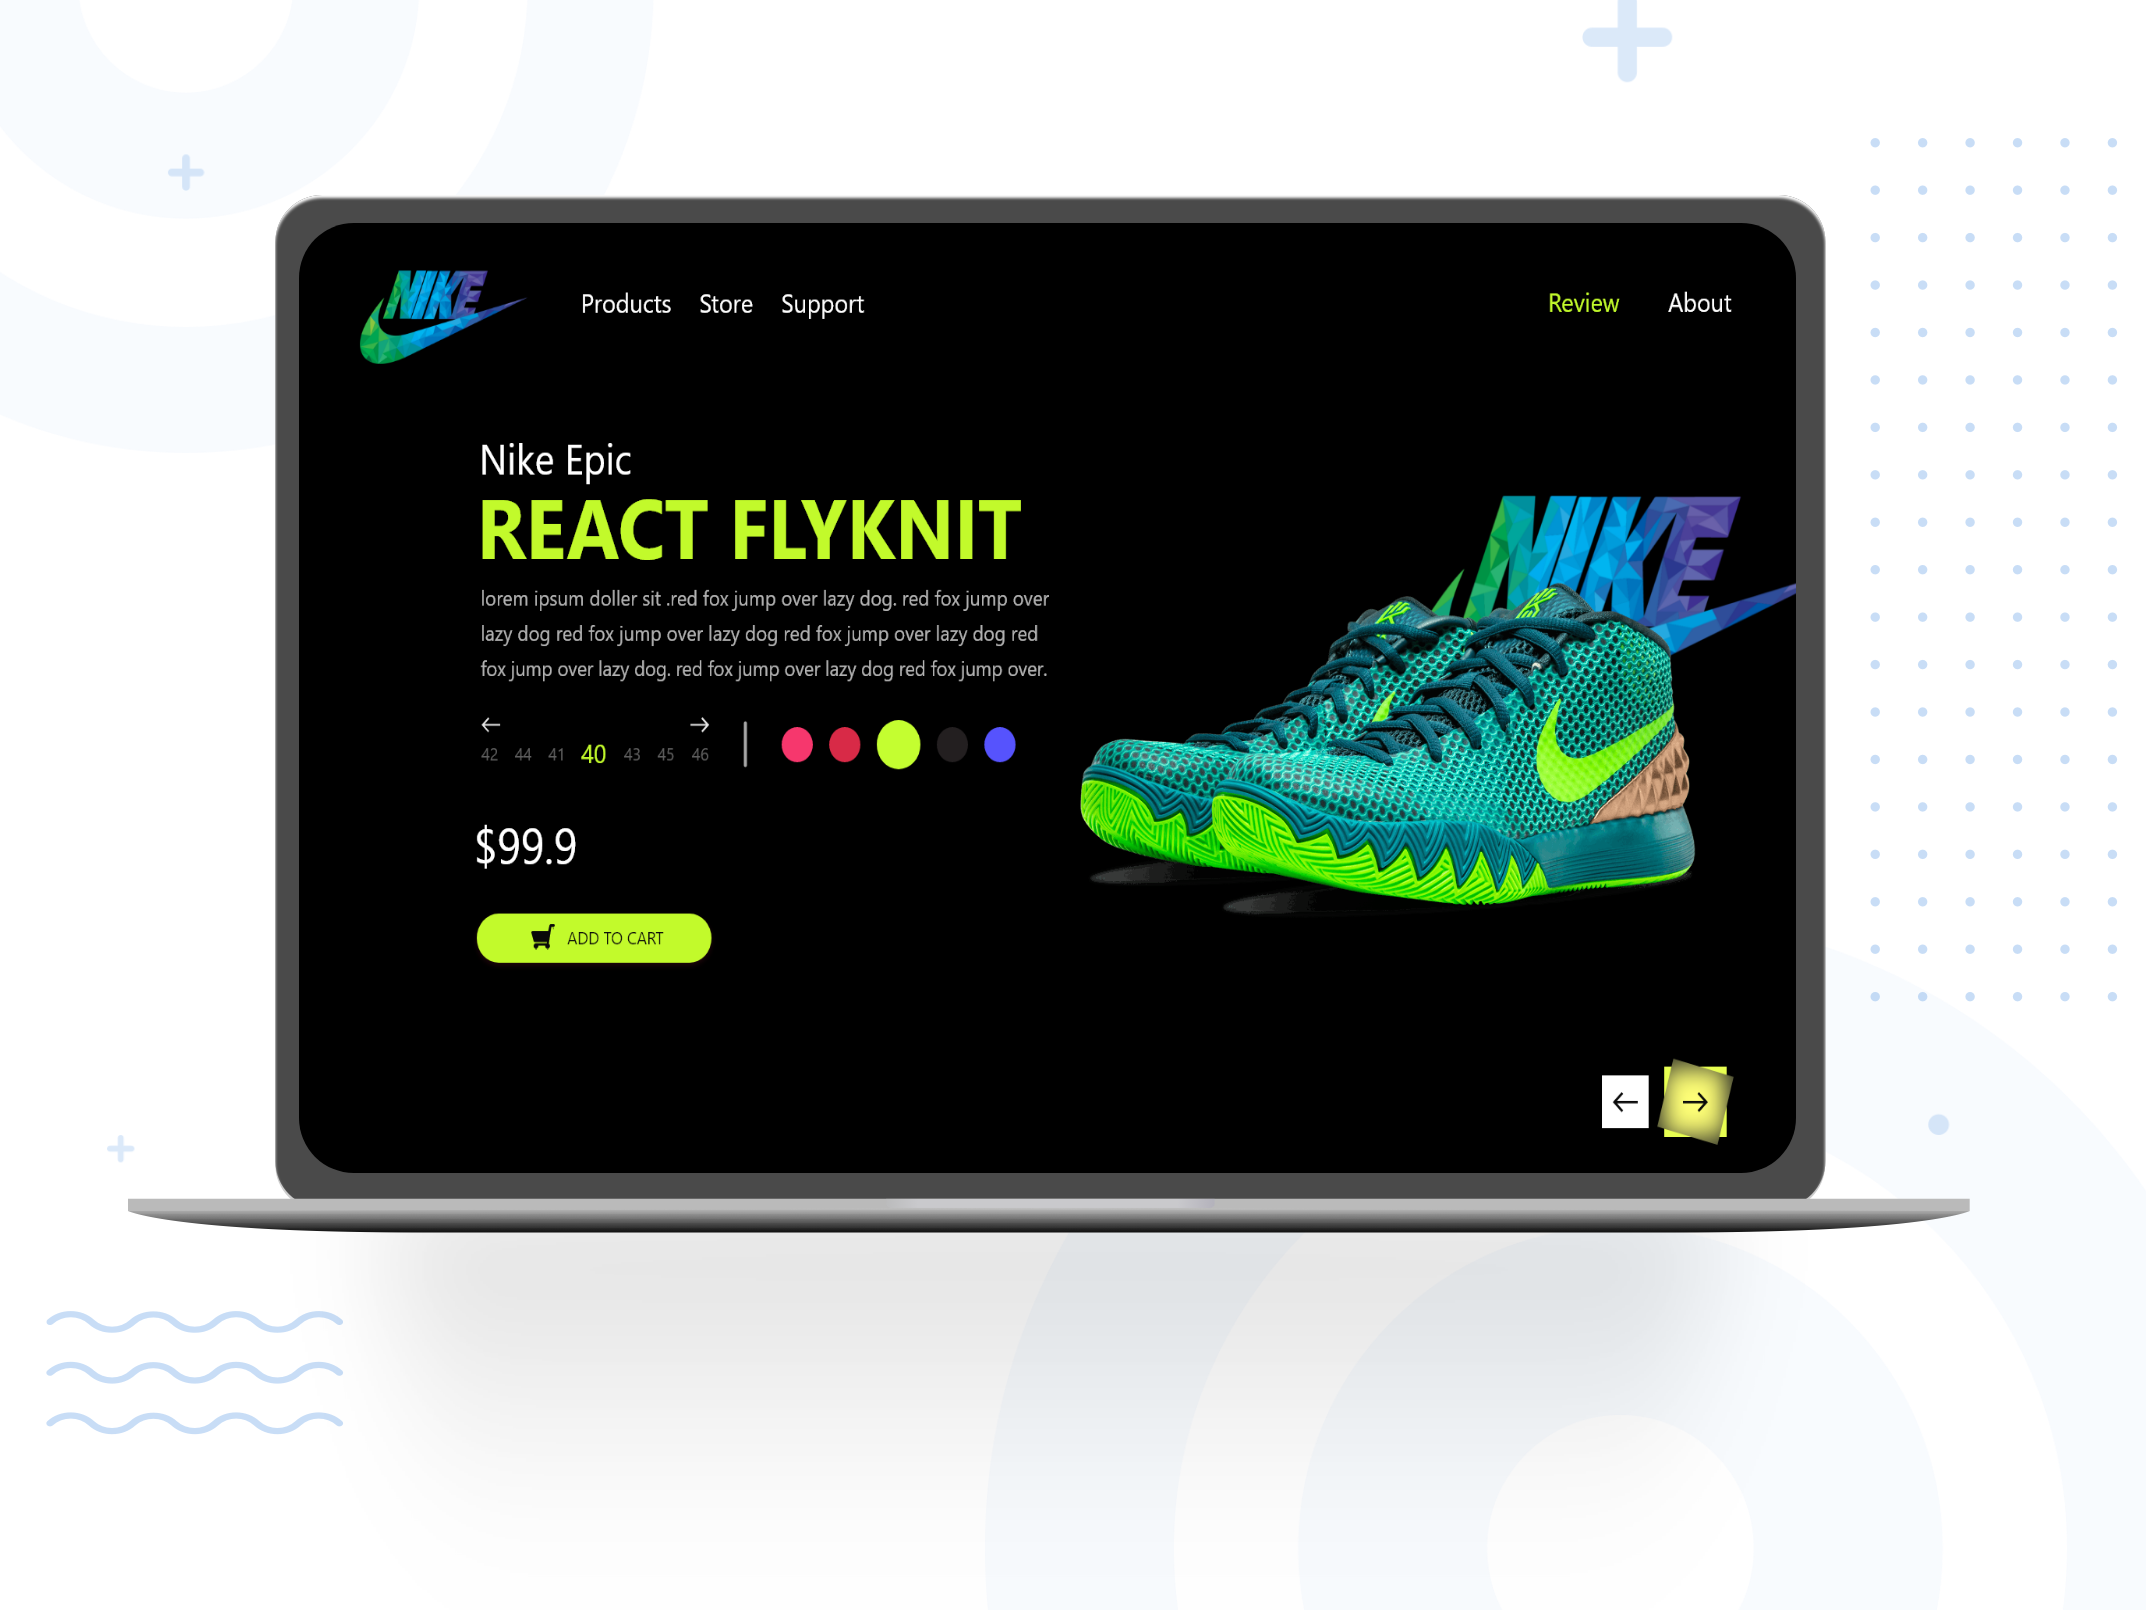 NIKE
Products Store Support
Review About
Nike Epic
REACT FLYKNIT
lorem ipsum doller sit .red fox jump over lazy dog. red fox jump over
lazy dog red fox jump over lazy dog red fox jump over lazy dog red
fox jump over lazy dog. red fox jump over lazy dog red fox jump over.
42 44 41 40 43 45 46
$99.9
ADD TO CART
NIKE